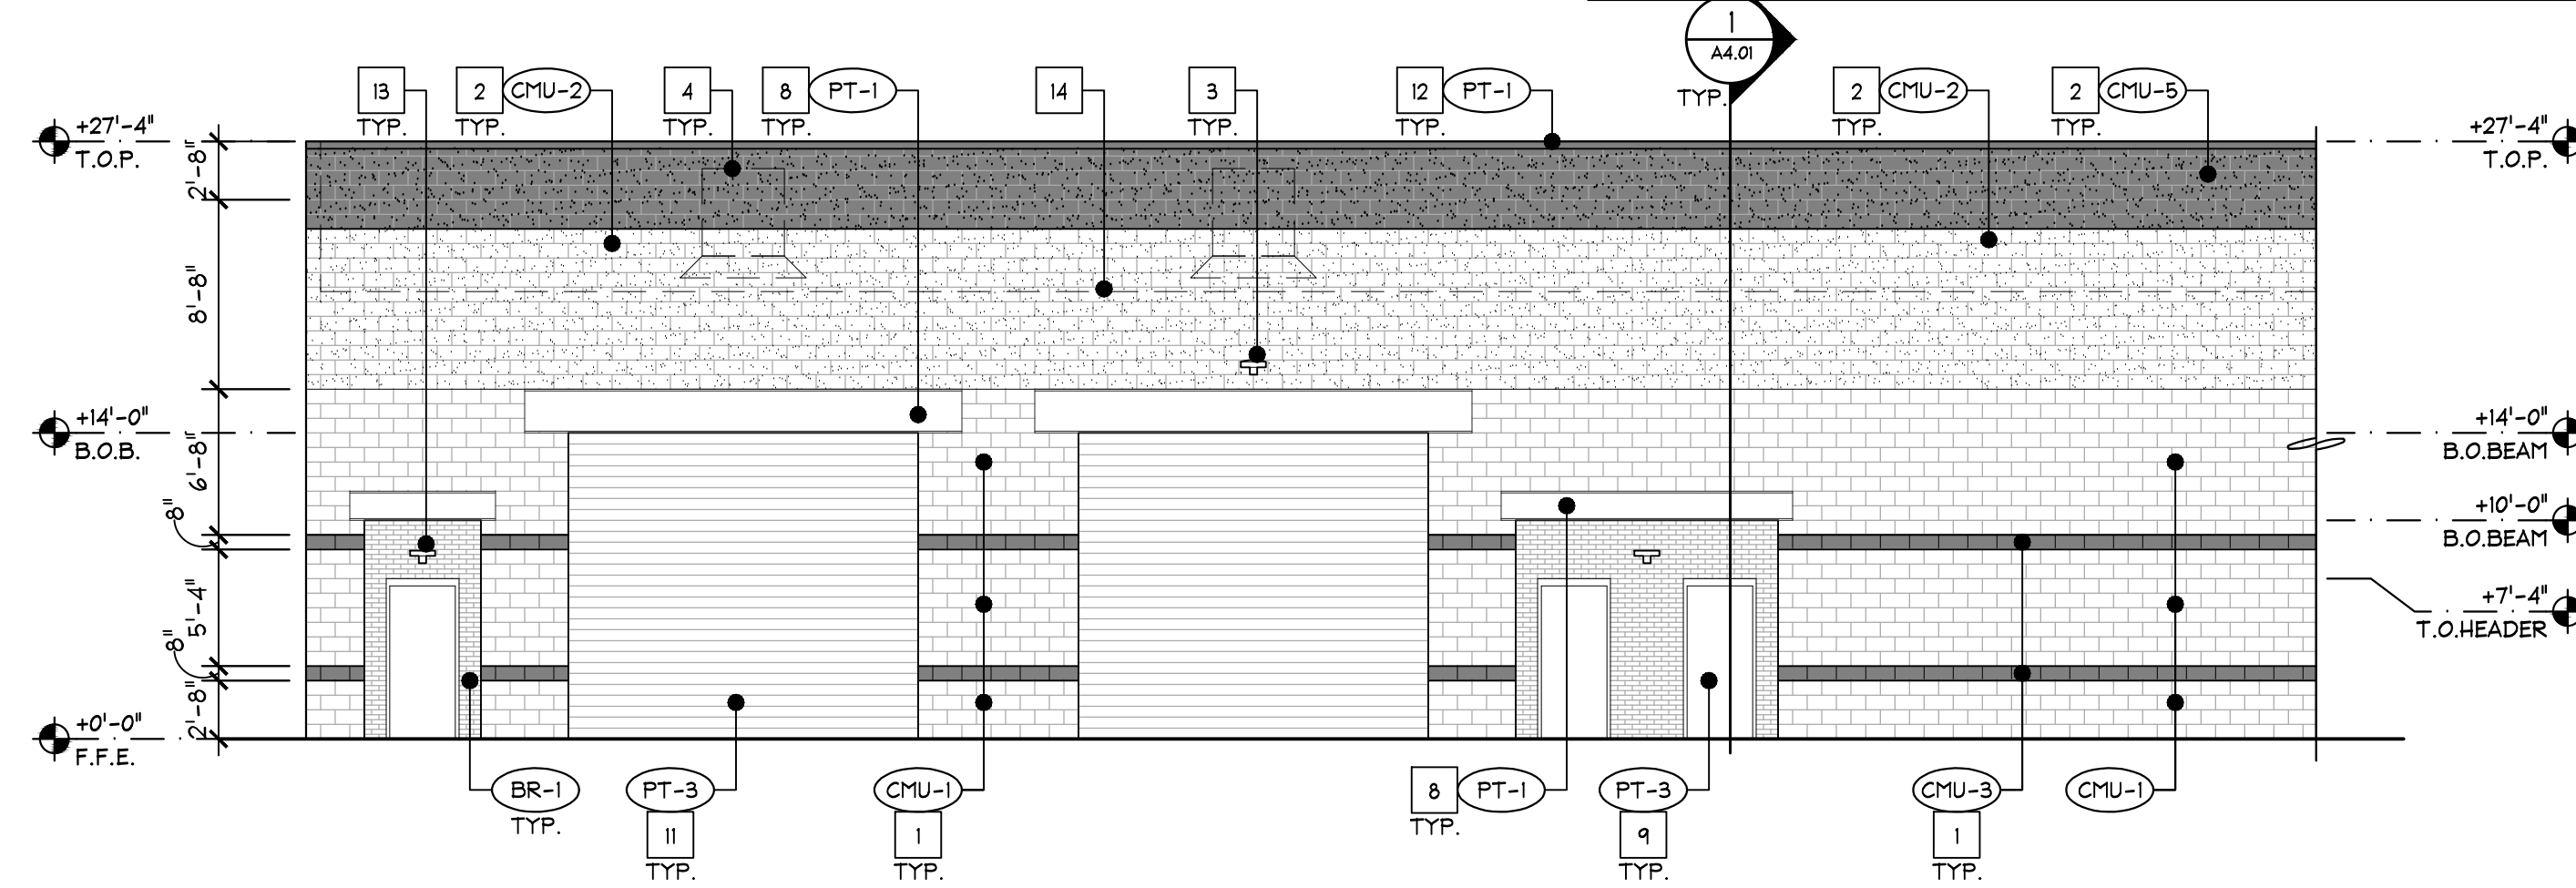 1
A4.01
TYP.
13
TYP.
2 CMU-2
TYP.
4
TYP.
8 PT-1
TYP.
14
3
TYP.
12 PT-1
TYP.
2 CMU-2
TYP.
2 CMU-5
TYP.
+27'-4"
T.O.P.
+27'-4"
T.O.P.
2'-8"
8'-8"
+14'-0"
B.O.B.
+14'-0"
B.O.BEAM
6'-8"
8"
+10'-0"
B.O.BEAM
5'-4"
8"
+7'-4"
T.O.HEADER
2'-8"
+0'-0"
F.F.E.
BR-1
TYP.
PT-3
11
TYP.
CMU-1
1
TYP.
8 PT-1
TYP.
PT-3
9
TYP.
CMU-3
1
TYP.
CMU-1